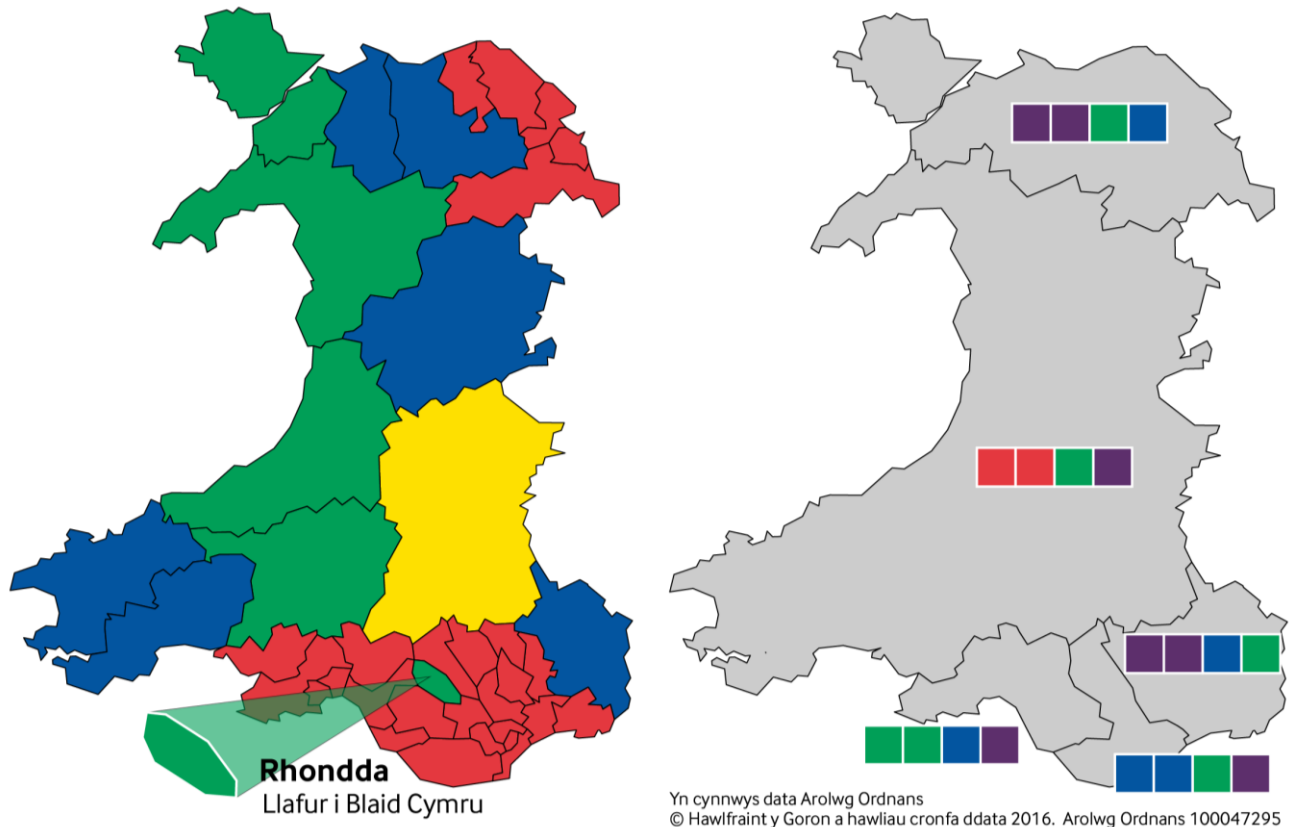 Rhondda
Llafur i Blaid Cymru
Yn cynnwys data Arolwg Ordnans
© Hawlfraint y Goron a hawliau cronfa ddata 2016. Arolwg Ordnans 100047295